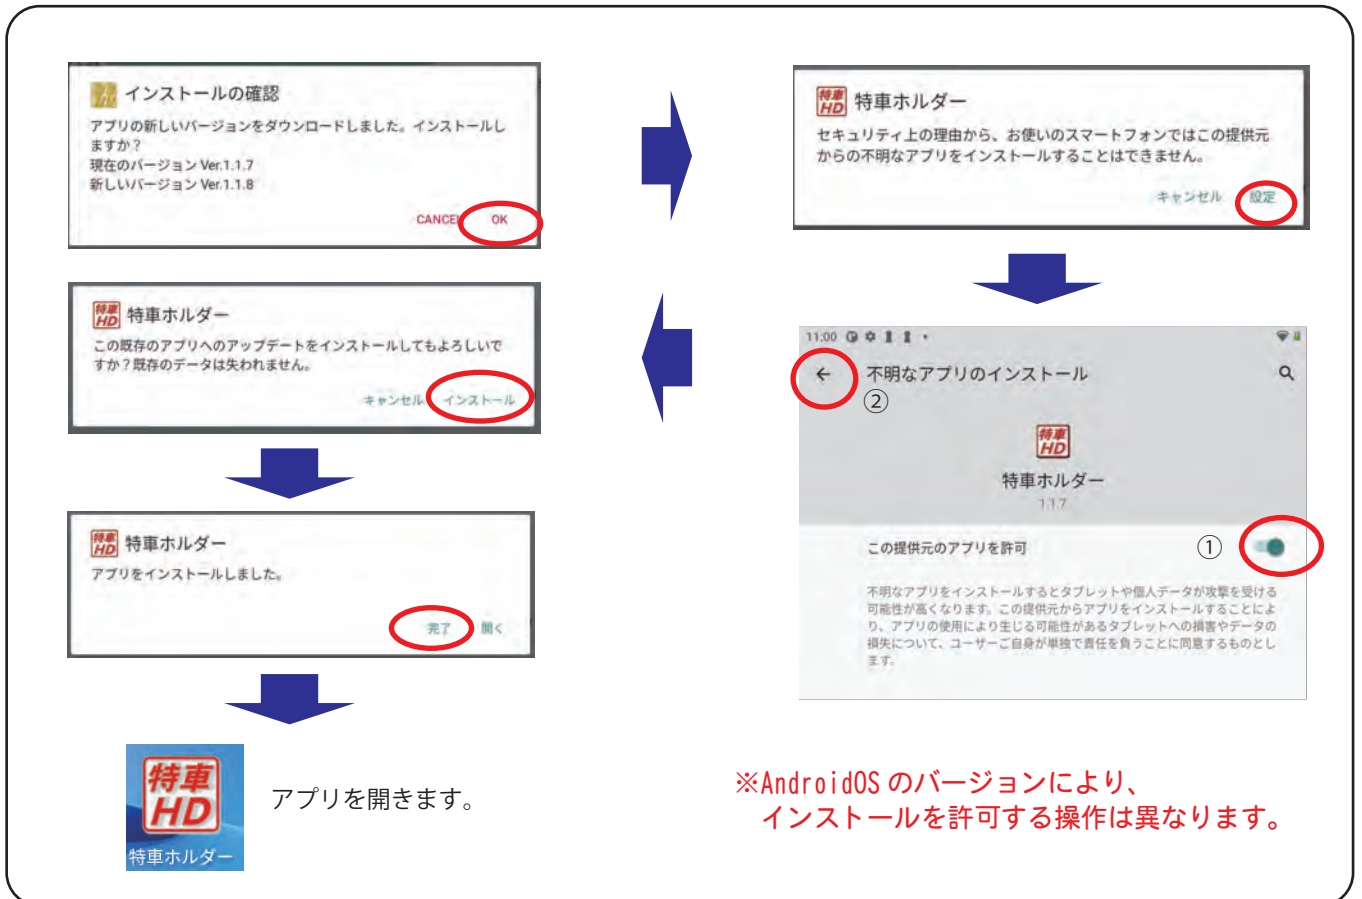 インストールの確認
アプリの新しいバージョンをダウンロードしました。インストールし
ますか？
現在のバージョン Ver.1.1.7
新しいバージョン Ver.1.1.8
CANCEL OK
特車HD 特車ホルダー
セキュリティ上の理由から、お使いのスマートフォンではこの提供元
からの不明なアプリをインストールすることはできません。
キャンセル 設定
11:00
不明なアプリのインストール
②
特車
HD
特車ホルダー
1.1.7
この提供元のアプリを許可 ①
不明なアプリをインストールするとタブレットや個人データが攻撃を受ける
可能性が高くなります。この提供元からアプリをインストールすることによ
り、アプリの使用により生じる可能性があるタブレットへの損害やデータの
損失について、ユーザーご自身が単独で責任を負うことに同意するものとし
ます。
特車HD 特車ホルダー
この既存のアプリへのアップデートをインストールしてもよろしいで
すか？既存のデータは失われません。
キャンセル インストール
特車HD 特車ホルダー
アプリをインストールしました。
完了 開く
特車
HD
特車ホルダー
アプリを開きます。
※AndroidOS のバージョンにより、
インストールを許可する操作は異なります。